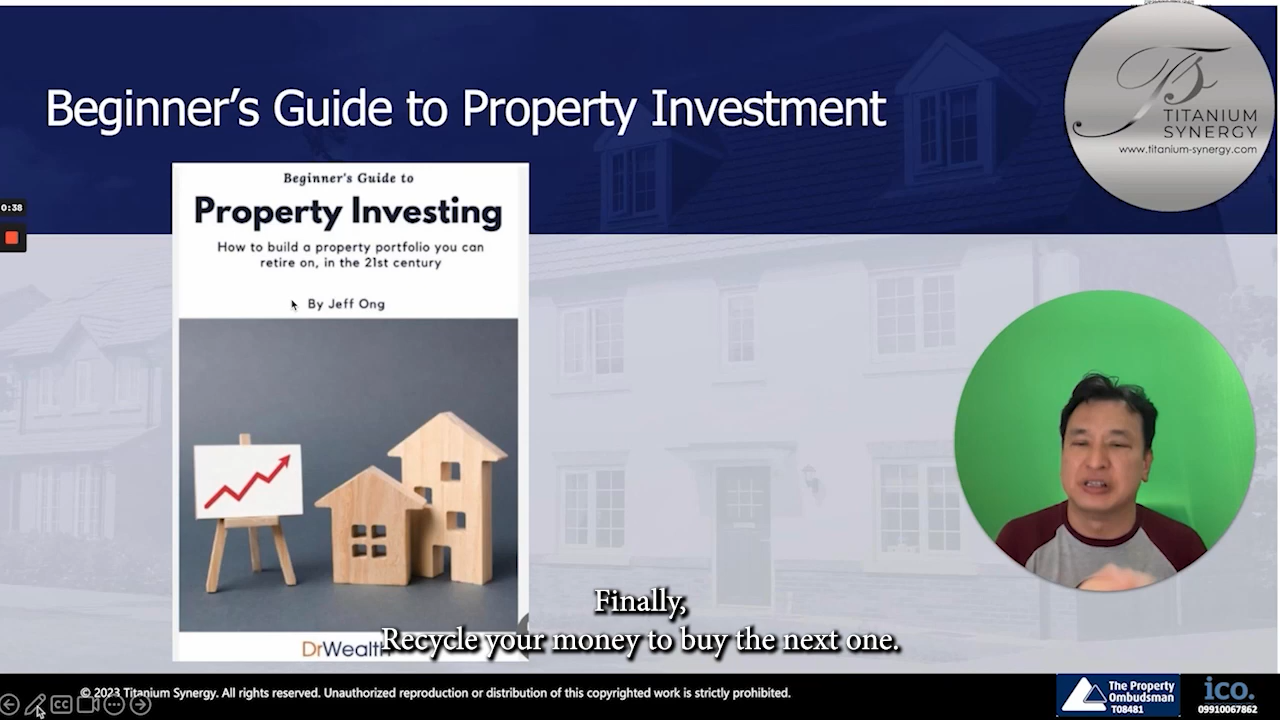 Beginner's Guide to Property Investment
TS
TITANIUM
SYNERGY
www.titanium-synergy.com
0:38
Beginner's Guide to
Property Investing
How to build a property portfolio you can
retire on, in the 21st century
By Jeff Ong
DrWealth
Finally,
Recycle your money to buy the next one.
© 2023 Titanium Synergy. All rights reserved. Unauthorized reproduction or distribution of this copyrighted work is strictly prohibited.
CC
The Property
Ombudsman
T08481
ico.
09910067862